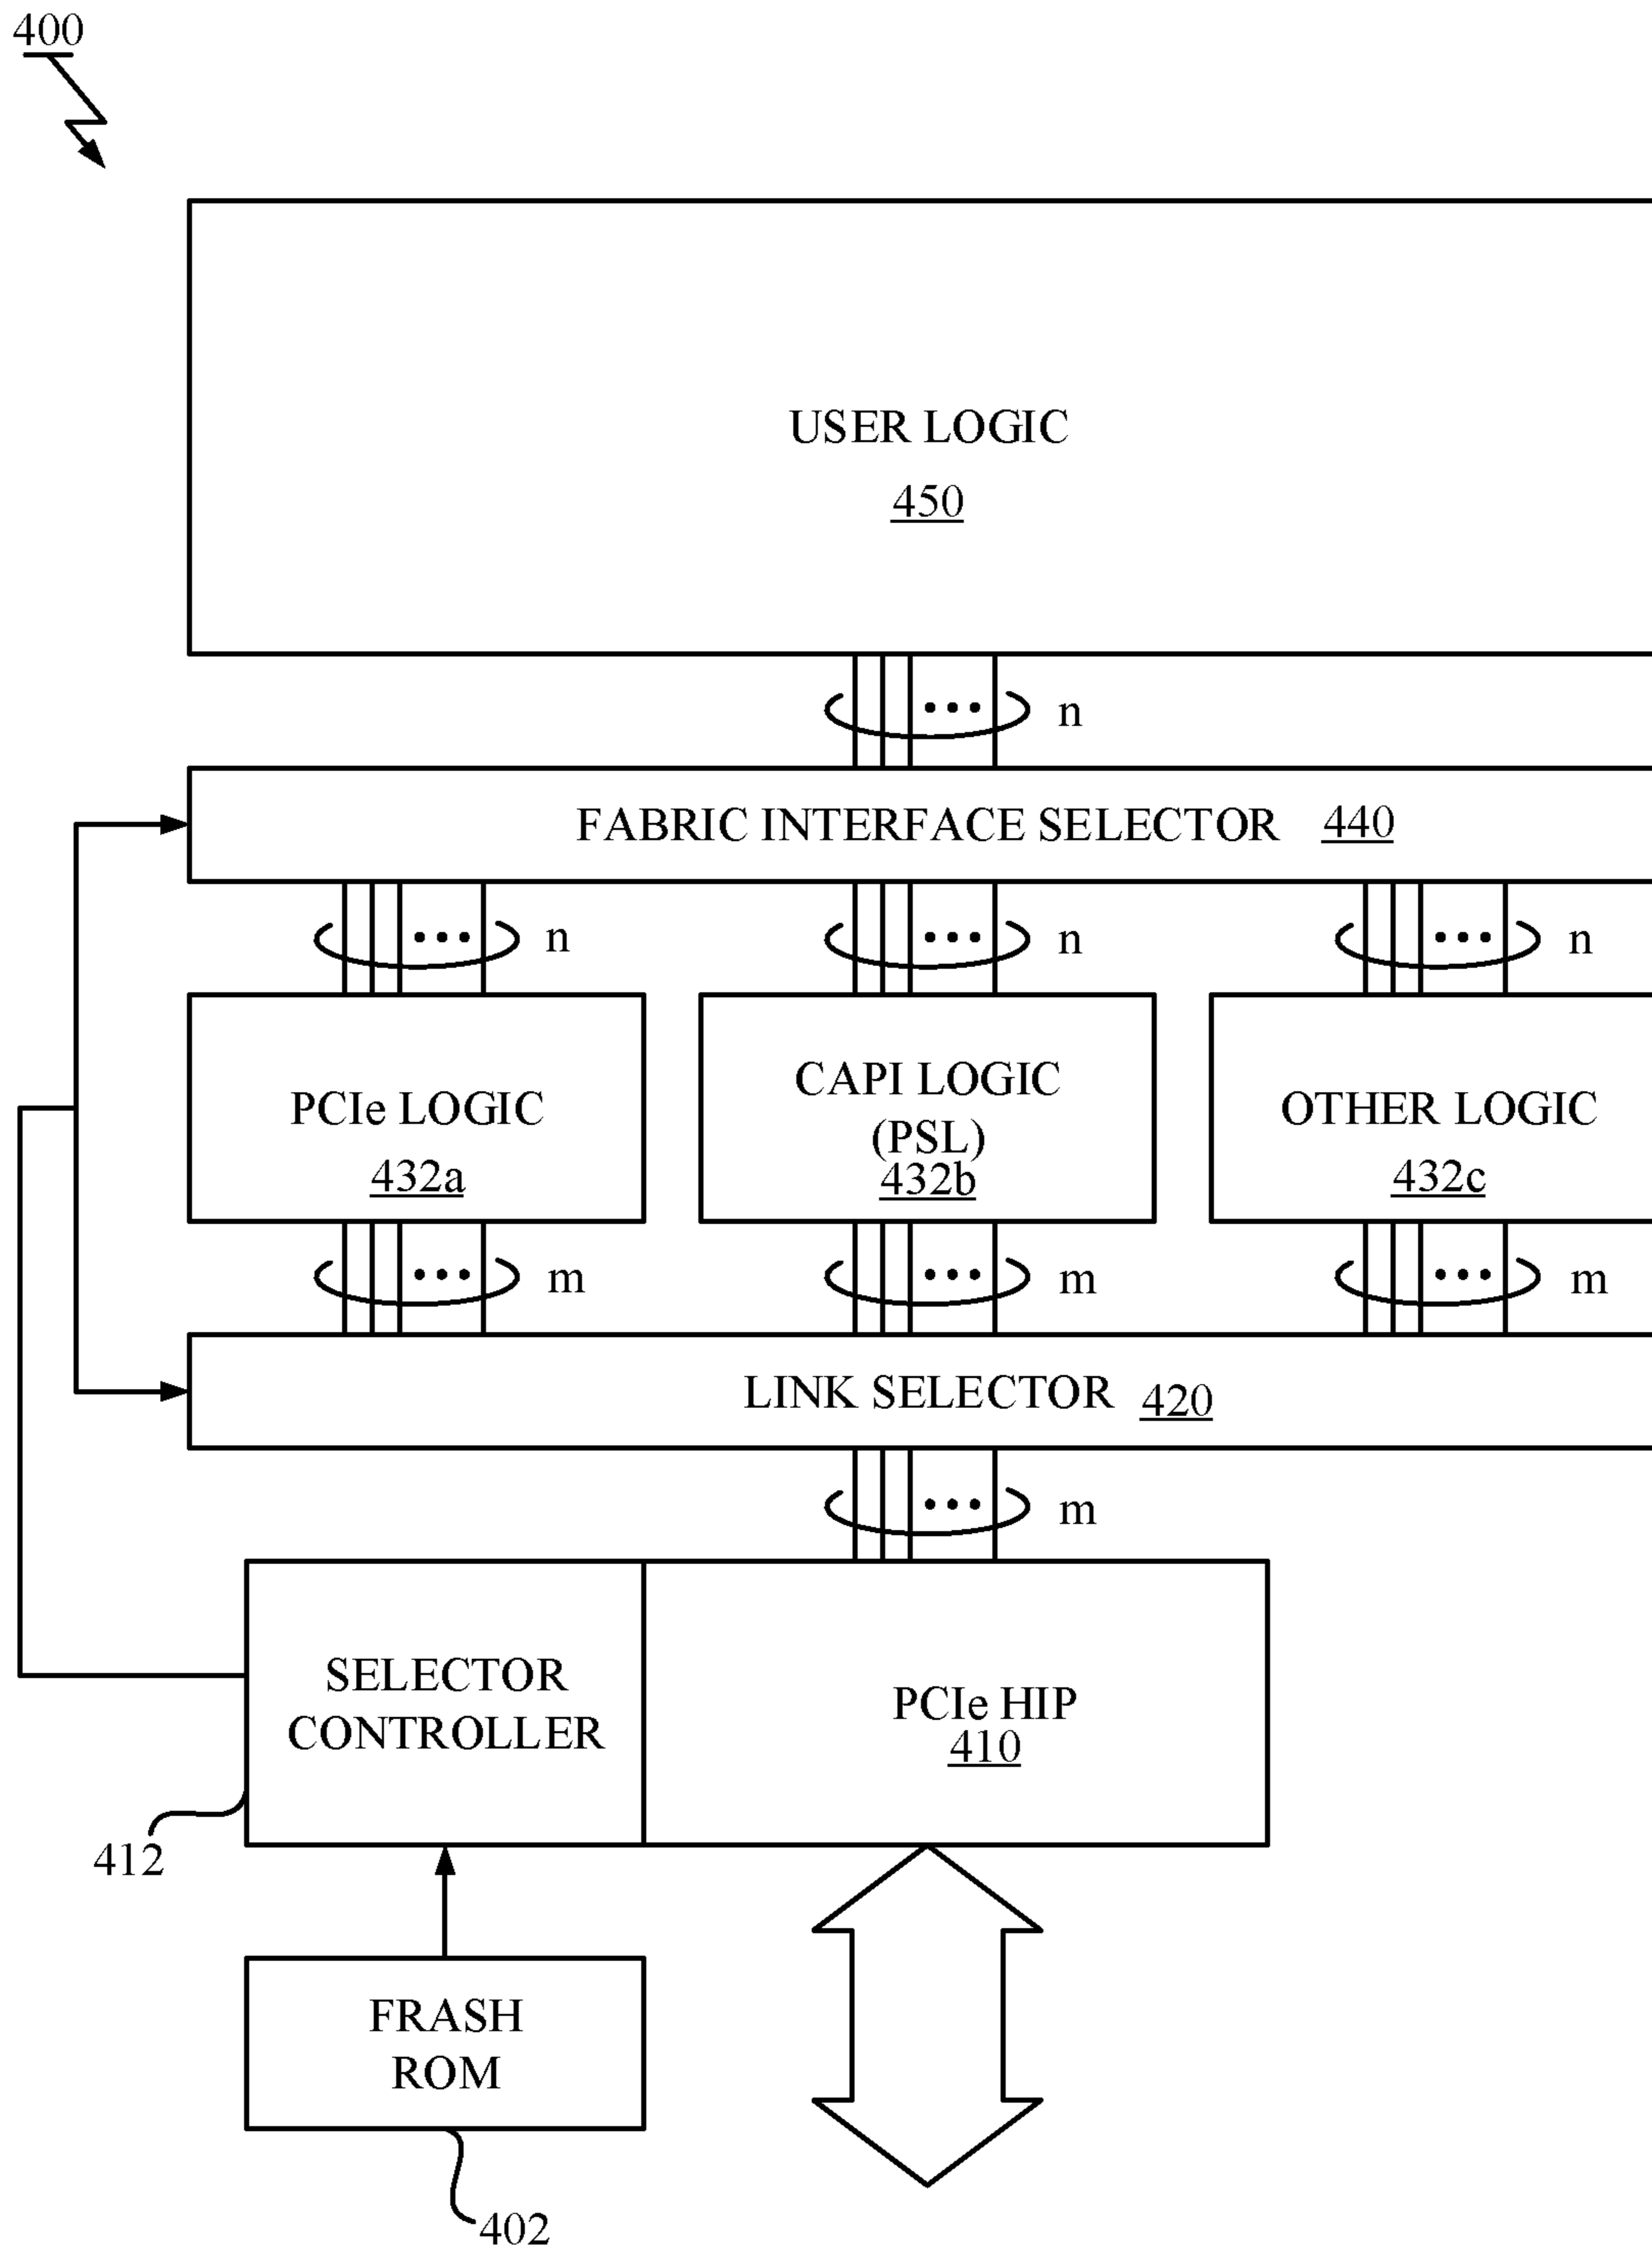 400
USER LOGIC
450
n
FABRIC INTERFACE SELECTOR 440
n n n
PCIe LOGIC
432a
CAPI LOGIC
(PSL)
432b
OTHER LOGIC
432c
m m m
LINK SELECTOR 420
m
SELECTOR
CONTROLLER
412
PCIe HIP
410
FRASH
ROM
402